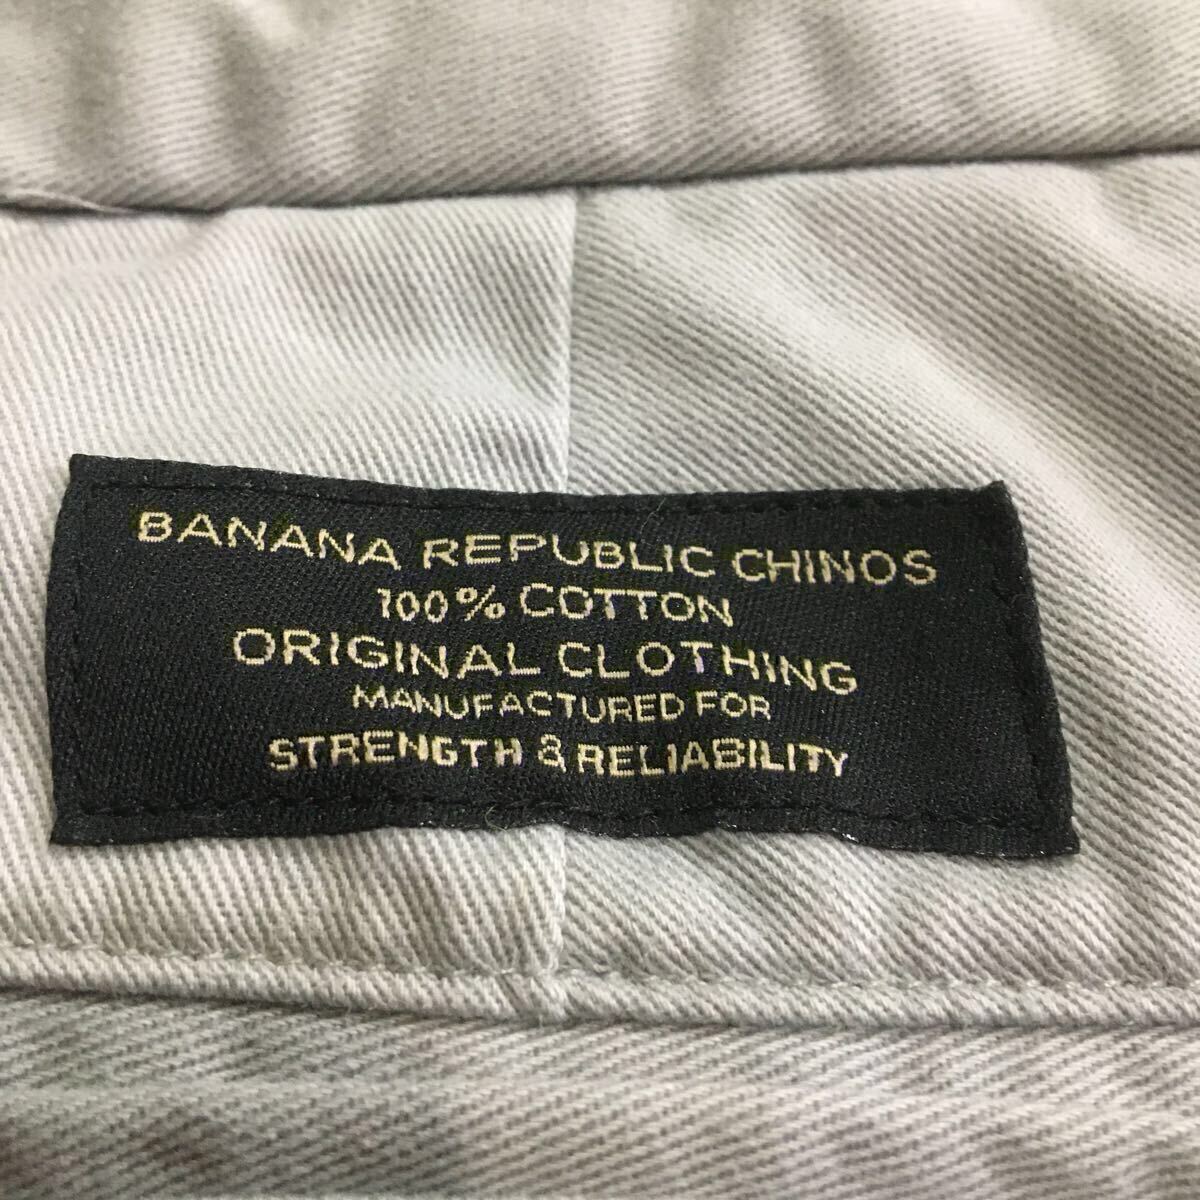 BANANA REPUBLIC CHINOS
100% COTTON
ORIGINAL CLOTHING
MANUFACTURED FOR
STRENGTH & RELIABILITY